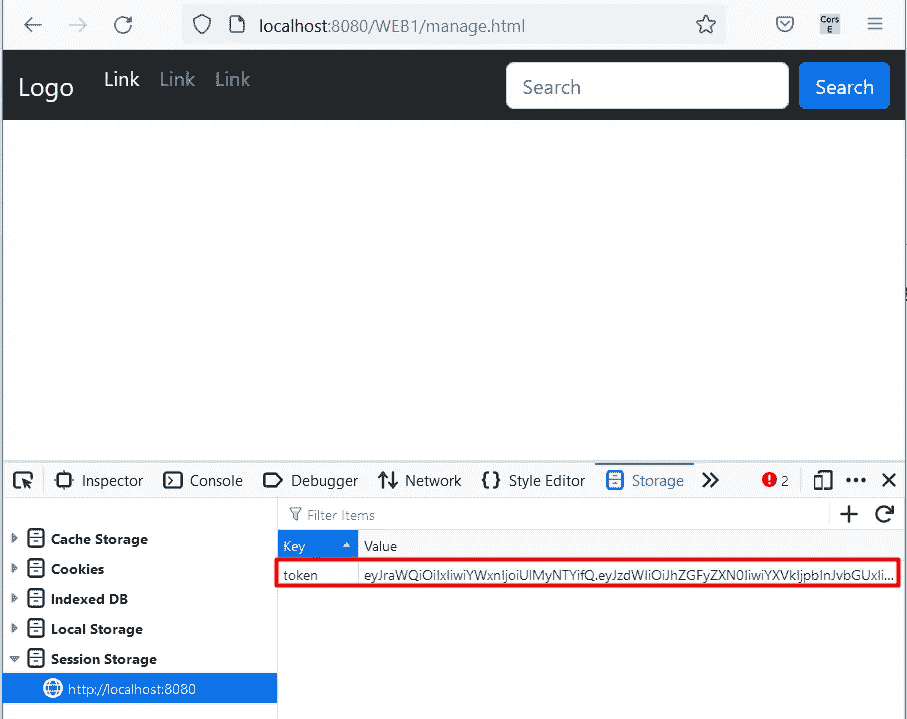 localhost:8080/WEB1/manage.html
Cors E
Logo Link Link Link Search Search
Inspector Console Debugger Network Style Editor Storage 2
Filter Items
Cache Storage
Cookies
Indexed DB
Local Storage
Session Storage
http://localhost:8080
Key Value
token eyJraWQiOiIxIiwiYWxnIjoiUlMyNTYifQ.eyJzdWIiOiJhZGFyZXN0IiwiYXVkIjpbInJvbGUxIi...